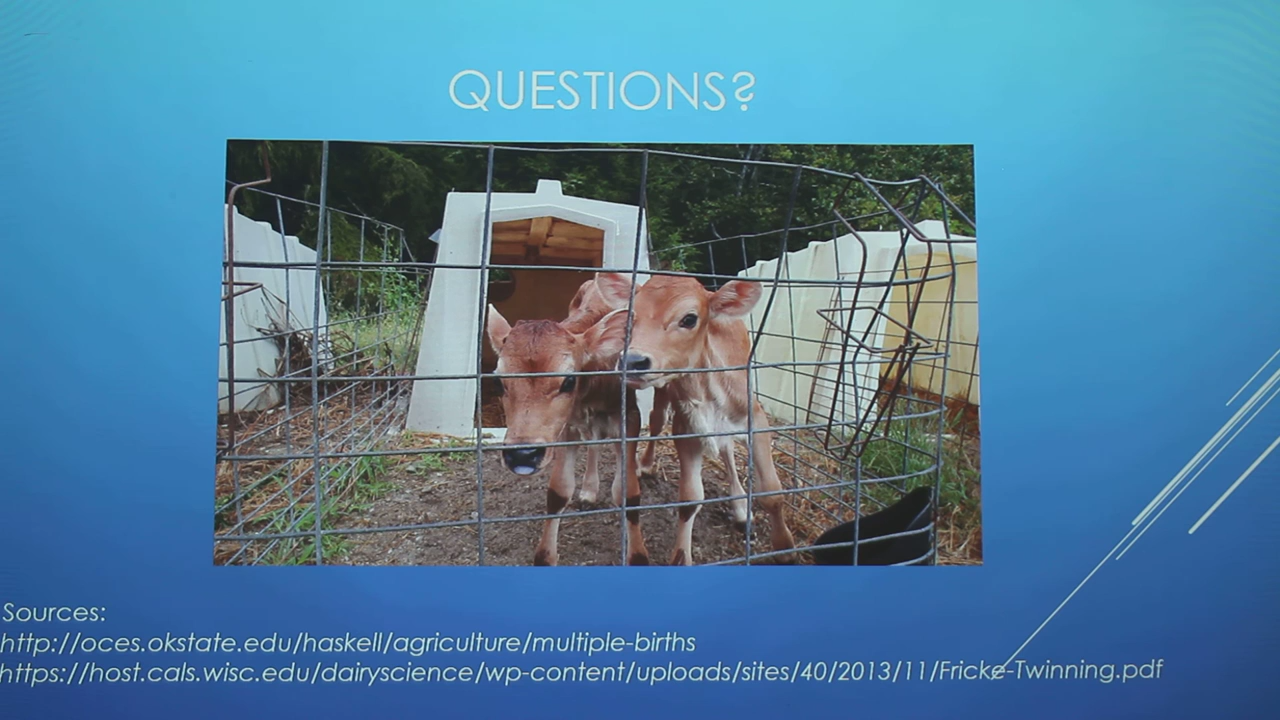 QUESTIONS?
Sources:
http://oces.okstate.edu/haskell/agriculture/multiple-births
https://host.cals.wisc.edu/dairyscience/wp-content/uploads/sites/40/2013/11/Fricke-Twinning.pdf